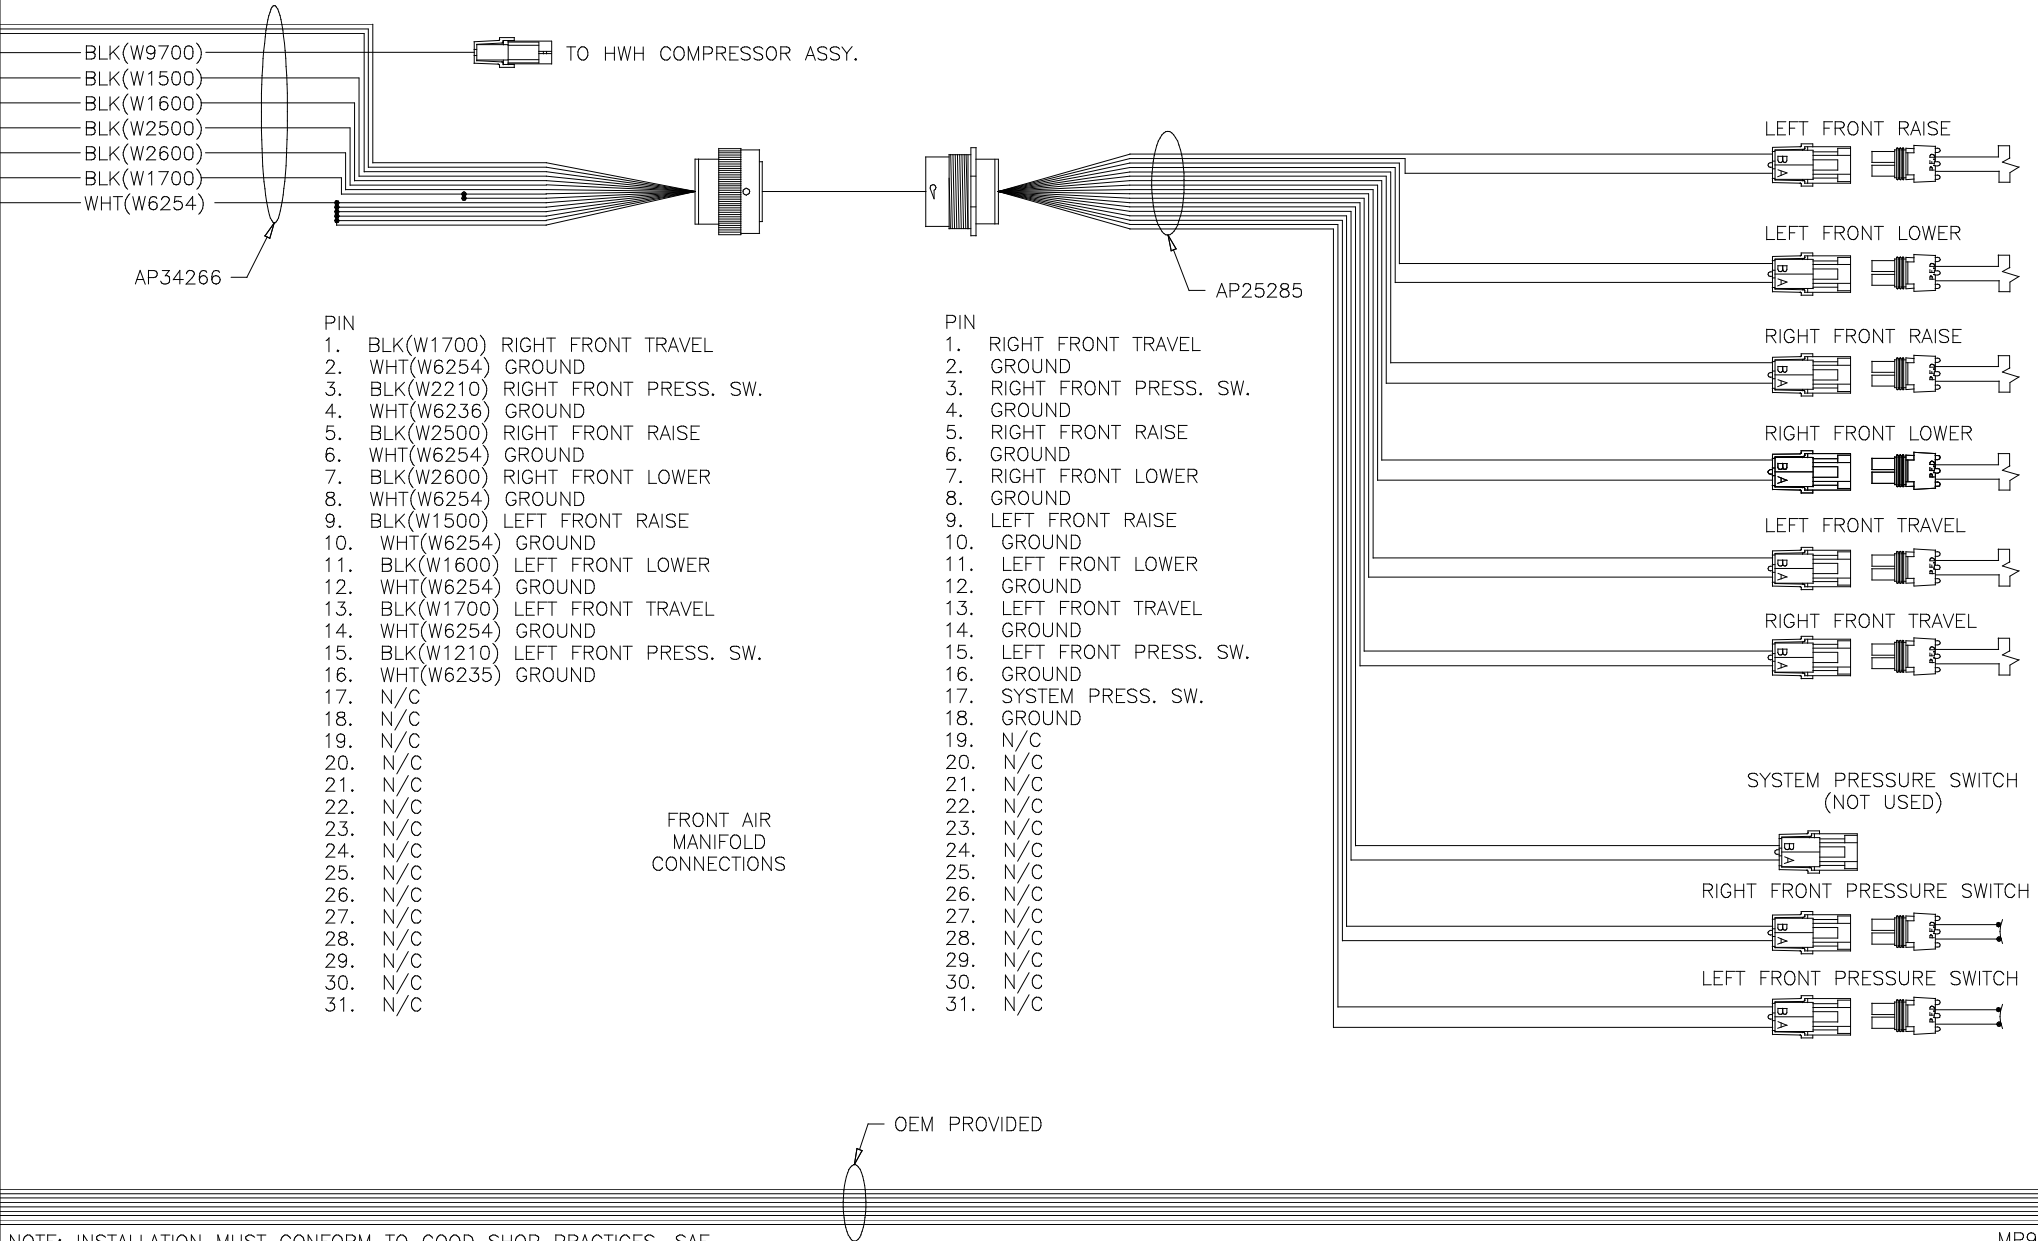 BLK(W9700)
TO HWH COMPRESSOR ASSY.
BLK(W1500)
BLK(W1600)
BLK(W2500)
BLK(W2600)
BLK(W1700)
WHT(W6254)
AP34266
AP25285
LEFT FRONT RAISE
B
A
LEFT FRONT LOWER
B
A
RIGHT FRONT RAISE
B
A
RIGHT FRONT LOWER
B
A
LEFT FRONT TRAVEL
B
A
RIGHT FRONT TRAVEL
B
A
SYSTEM PRESSURE SWITCH
(NOT USED)
B
A
RIGHT FRONT PRESSURE SWITCH
B
A
LEFT FRONT PRESSURE SWITCH
B
A
PIN
1. BLK(W1700) RIGHT FRONT TRAVEL
2. WHT(W6254) GROUND
3. BLK(W2210) RIGHT FRONT PRESS. SW.
4. WHT(W6236) GROUND
5. BLK(W2500) RIGHT FRONT RAISE
6. WHT(W6254) GROUND
7. BLK(W2600) RIGHT FRONT LOWER
8. WHT(W6254) GROUND
9. BLK(W1500) LEFT FRONT RAISE
10. WHT(W6254) GROUND
11. BLK(W1600) LEFT FRONT LOWER
12. WHT(W6254) GROUND
13. BLK(W1700) LEFT FRONT TRAVEL
14. WHT(W6254) GROUND
15. BLK(W1210) LEFT FRONT PRESS. SW.
16. WHT(W6235) GROUND
17. N/C
18. N/C
19. N/C
20. N/C
21. N/C
22. N/C
23. N/C
24. N/C
25. N/C
26. N/C
27. N/C
28. N/C
29. N/C
30. N/C
31. N/C
FRONT AIR
MANIFOLD
CONNECTIONS
PIN
1. RIGHT FRONT TRAVEL
2. GROUND
3. RIGHT FRONT PRESS. SW.
4. GROUND
5. RIGHT FRONT RAISE
6. GROUND
7. RIGHT FRONT LOWER
8. GROUND
9. LEFT FRONT RAISE
10. GROUND
11. LEFT FRONT LOWER
12. GROUND
13. LEFT FRONT TRAVEL
14. GROUND
15. LEFT FRONT PRESS. SW.
16. GROUND
17. SYSTEM PRESS. SW.
18. GROUND
19. N/C
20. N/C
21. N/C
22. N/C
23. N/C
24. N/C
25. N/C
26. N/C
27. N/C
28. N/C
29. N/C
30. N/C
31. N/C
OEM PROVIDED
NOTE: INSTALLATION MUST CONFORM TO GOOD SHOP PRACTICES, SAE
MP9